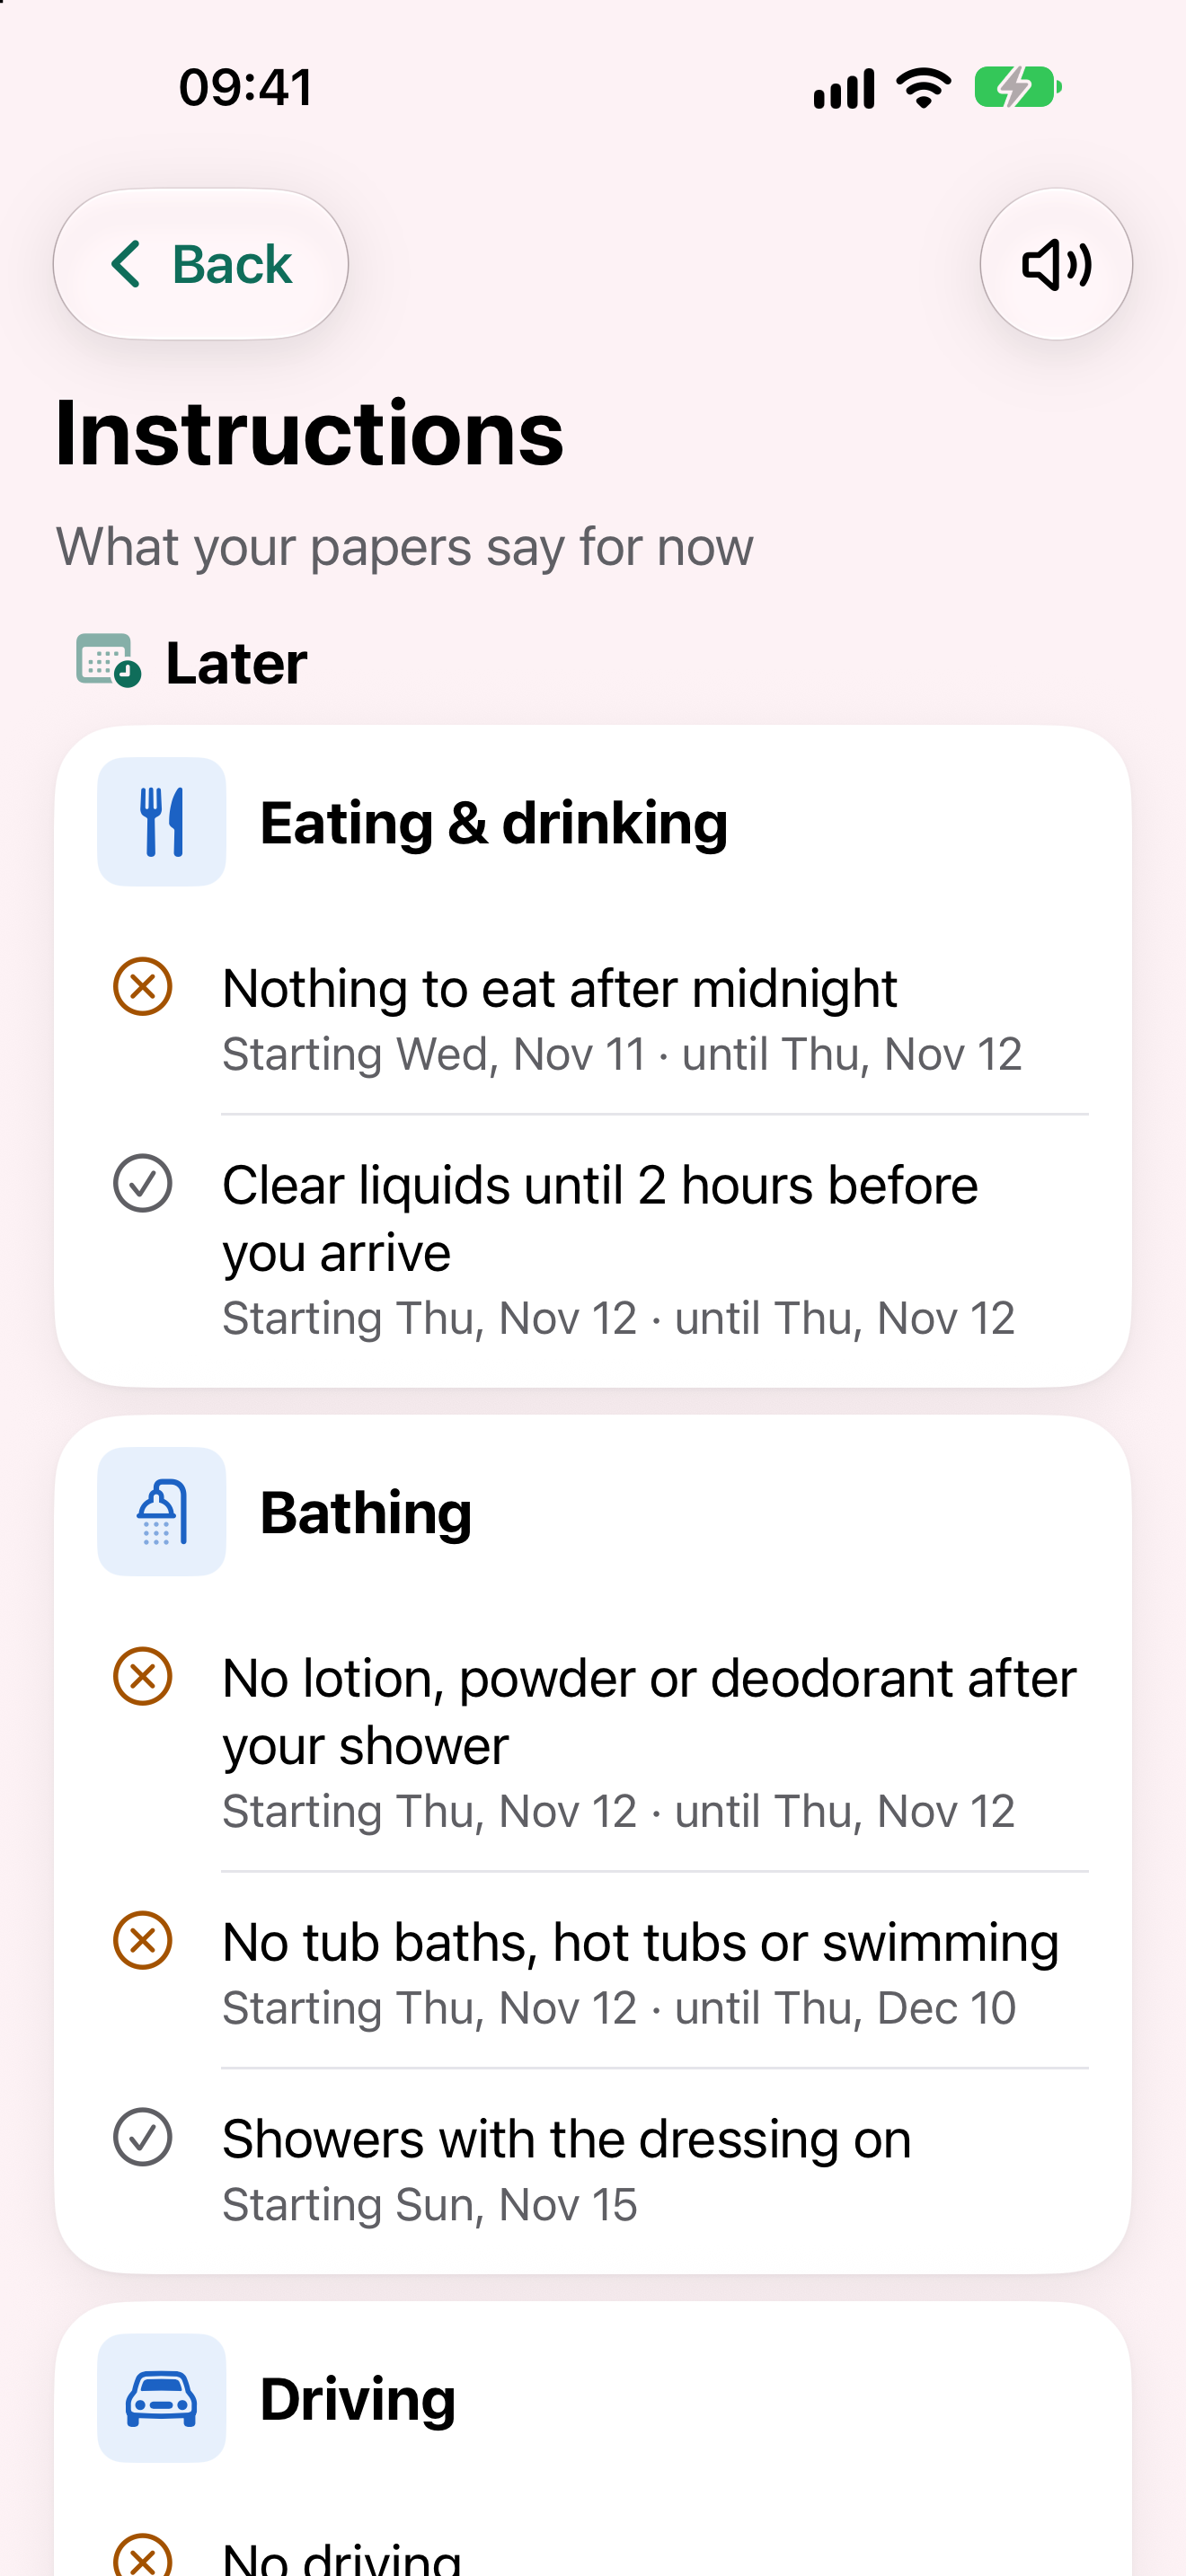 09:41
Back
Instructions
What your papers say for now
Later
Eating & drinking
Nothing to eat after midnight
Starting Wed, Nov 11 · until Thu, Nov 12
Clear liquids until 2 hours before
you arrive
Starting Thu, Nov 12 · until Thu, Nov 12
Bathing
No lotion, powder or deodorant after
your shower
Starting Thu, Nov 12 · until Thu, Nov 12
No tub baths, hot tubs or swimming
Starting Thu, Nov 12 · until Thu, Dec 10
Showers with the dressing on
Starting Sun, Nov 15
Driving
No driving